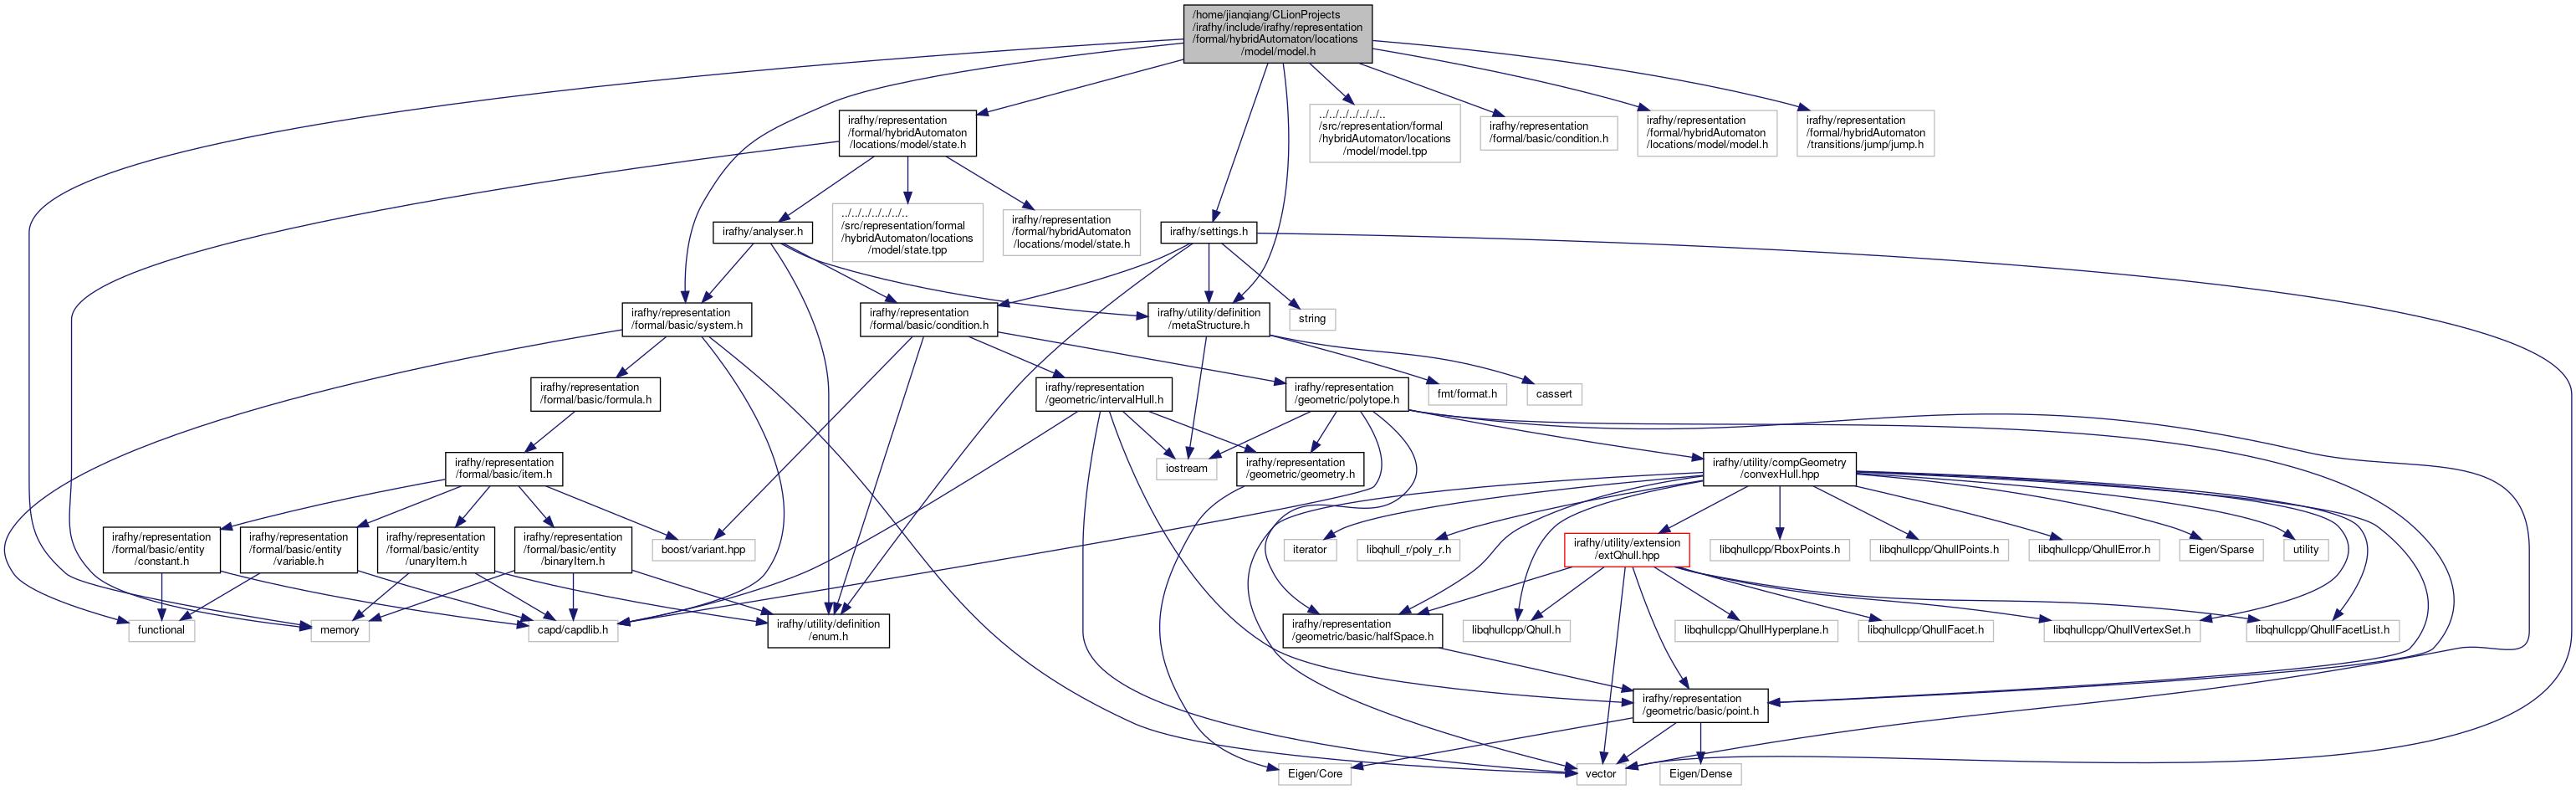 /home/jianqiang/CLionProjects
/irafhy/include/irafhy/representation
/formal/hybridAutomaton/locations
/model/model.h
irafhy/representation
/formal/hybridAutomaton
/locations/model/state.h
../../../../../../..
/src/representation/formal
/hybridAutomaton/locations
/model/model.tpp
irafhy/representation
/formal/basic/condition.h
irafhy/representation
/formal/hybridAutomaton
/locations/model/model.h
irafhy/representation
/formal/hybridAutomaton
/transitions/jump/jump.h
irafhy/analyser.h
../../../../../../..
/src/representation/formal
/hybridAutomaton/locations
/model/state.tpp
irafhy/representation
/formal/hybridAutomaton
/locations/model/state.h
irafhy/settings.h
irafhy/representation
/formal/basic/system.h
irafhy/representation
/formal/basic/condition.h
irafhy/utility/definition
/metaStructure.h
string
irafhy/representation
/formal/basic/formula.h
irafhy/representation
/geometric/intervalHull.h
irafhy/representation
/geometric/polytope.h
fmt/format.h
cassert
irafhy/representation
/formal/basic/item.h
iostream
irafhy/representation
/geometric/geometry.h
irafhy/utility/compGeometry
/convexHull.hpp
irafhy/representation
/formal/basic/entity
/constant.h
irafhy/representation
/formal/basic/entity
/variable.h
irafhy/representation
/formal/basic/entity
/unaryItem.h
irafhy/representation
/formal/basic/entity
/binaryItem.h
boost/variant.hpp
iterator
libqhull_r/poly_r.h
irafhy/utility/extension
/extQhull.hpp
libqhullcpp/RboxPoints.h
libqhullcpp/QhullPoints.h
libqhullcpp/QhullError.h
Eigen/Sparse
utility
functional
memory
capd/capdlib.h
irafhy/utility/definition
/enum.h
irafhy/representation
/geometric/basic/halfSpace.h
libqhullcpp/Qhull.h
libqhullcpp/QhullHyperplane.h
libqhullcpp/QhullFacet.h
libqhullcpp/QhullVertexSet.h
libqhullcpp/QhullFacetList.h
irafhy/representation
/geometric/basic/point.h
Eigen/Core
vector
Eigen/Dense